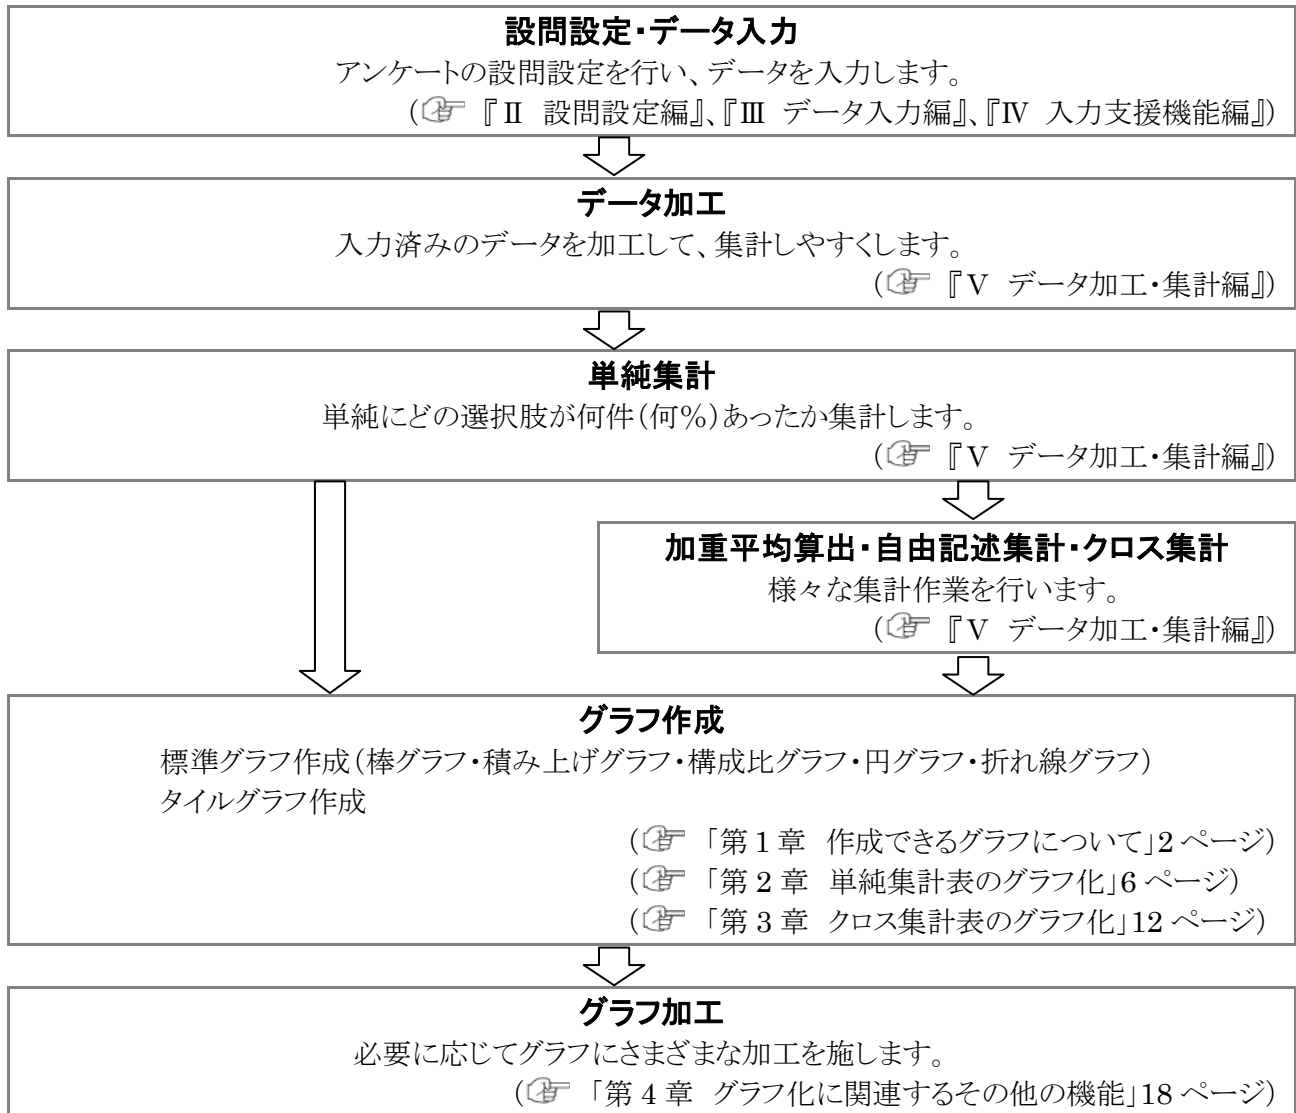 設問設定・データ入力
アンケートの設問設定を行い、データを入力します。
(☞ 『Ⅱ 設問設定編』、『Ⅲ データ入力編』、『Ⅳ 入力支援機能編』)
データ加工
入力済みのデータを加工して、集計しやすくします。
(☞ 『Ⅴ データ加工・集計編』)
単純集計
単純にどの選択肢が何件(何%)あったか集計します。
(☞ 『Ⅴ データ加工・集計編』)
加重平均算出・自由記述集計・クロス集計
様々な集計作業を行います。
(☞ 『Ⅴ データ加工・集計編』)
グラフ作成
標準グラフ作成(棒グラフ・積み上げグラフ・構成比グラフ・円グラフ・折れ線グラフ)
タイルグラフ作成
(☞ 「第1章 作成できるグラフについて」2ページ)
(☞ 「第2章 単純集計表のグラフ化」6ページ)
(☞ 「第3章 クロス集計表のグラフ化」12ページ)
グラフ加工
必要に応じてグラフにさまざまな加工を施します。
(☞ 「第4章 グラフ化に関連するその他の機能」18ページ)